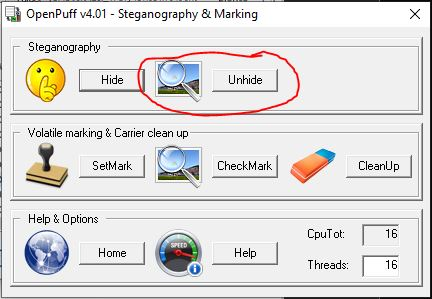 OpenPuff v4.01 - Steganography & Marking
Steganography
Hide
Unhide
Volatile marking & Carrier clean up
SetMark
CheckMark
CleanUp
Help & Options
Home
SPEED
Help
CpuTot: 16
Threads: 16